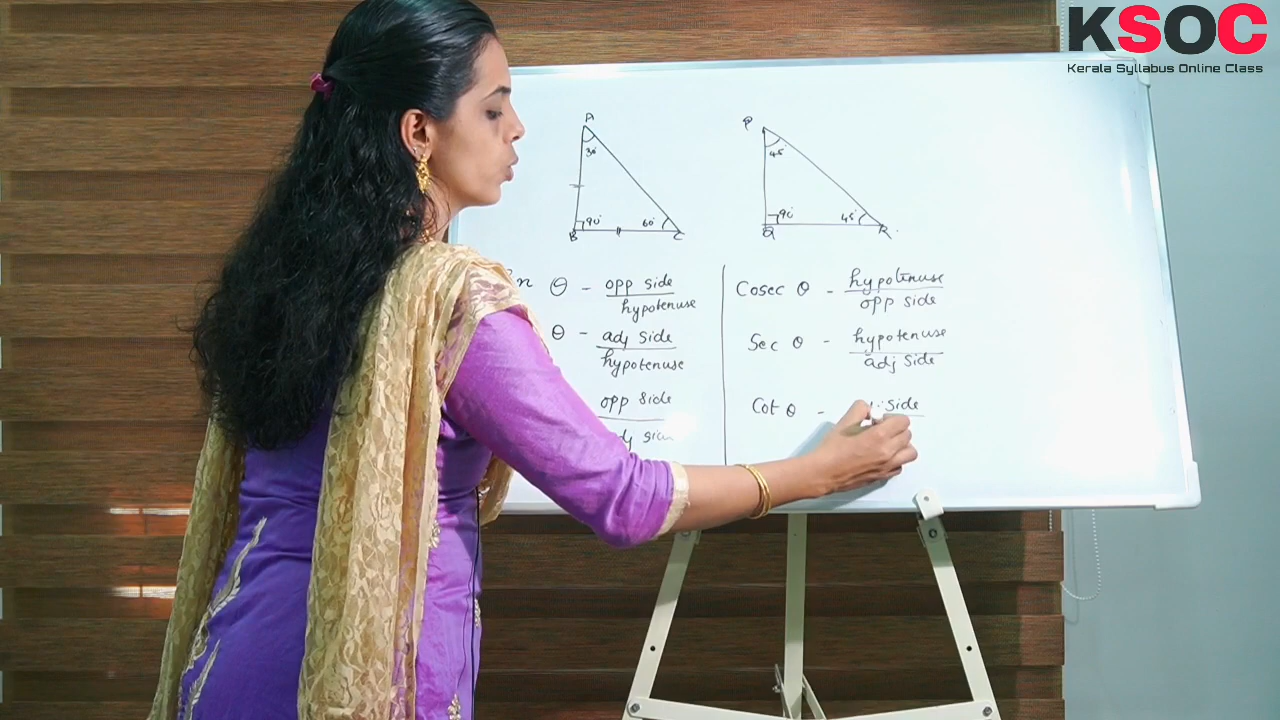 KSOC
Kerala Syllabus Online Class
A
30°
90°
60°
B
C
P
45°
90°
45°
Q
R
θ - opp side
hypotenuse
θ - adj side
hypotenuse
opp side
Cosec θ - hypotenuse
opp side
Sec θ - hypotenuse
adj side
Cot θ - side